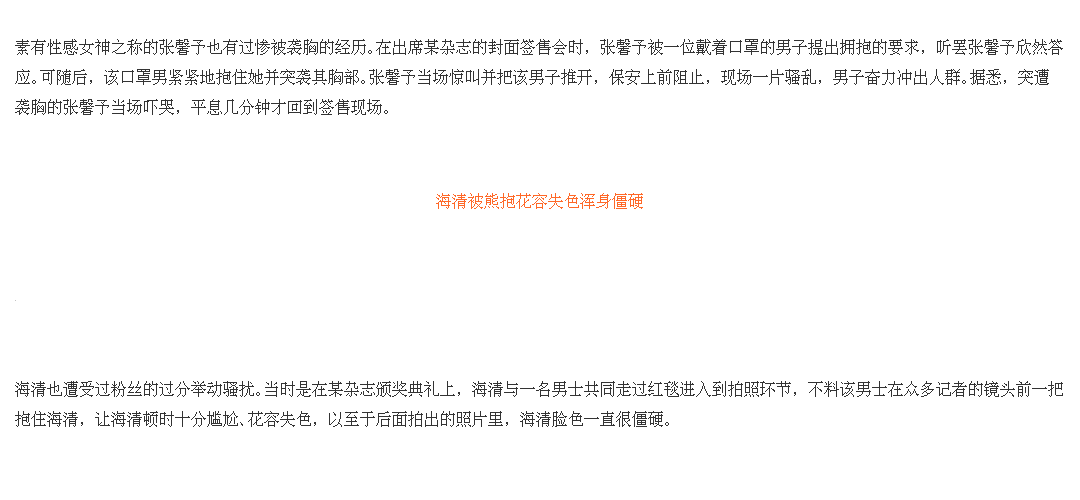 素有性感女神之称的张馨予也有过惨被袭胸的经历。在出席某杂志的封面签售会时，张馨予被一位戴着口罩的男子提出拥抱的要求，听罢张馨予欣然答
应。可随后，该口罩男紧紧地抱住她并突袭其胸部。张馨予当场惊叫并把该男子推开，保安上前阻止，现场一片骚乱，男子奋力冲出人群。据悉，突遭
袭胸的张馨予当场吓哭，平息几分钟才回到签售现场。
海清被熊抱花容失色浑身僵硬
海清也遭受过粉丝的过分举动骚扰。当时是在某杂志颁奖典礼上，海清与一名男士共同走过红毯进入到拍照环节，不料该男士在众多记者的镜头前一把
抱住海清，让海清顿时十分尴尬、花容失色，以至于后面拍出的照片里，海清脸色一直很僵硬。